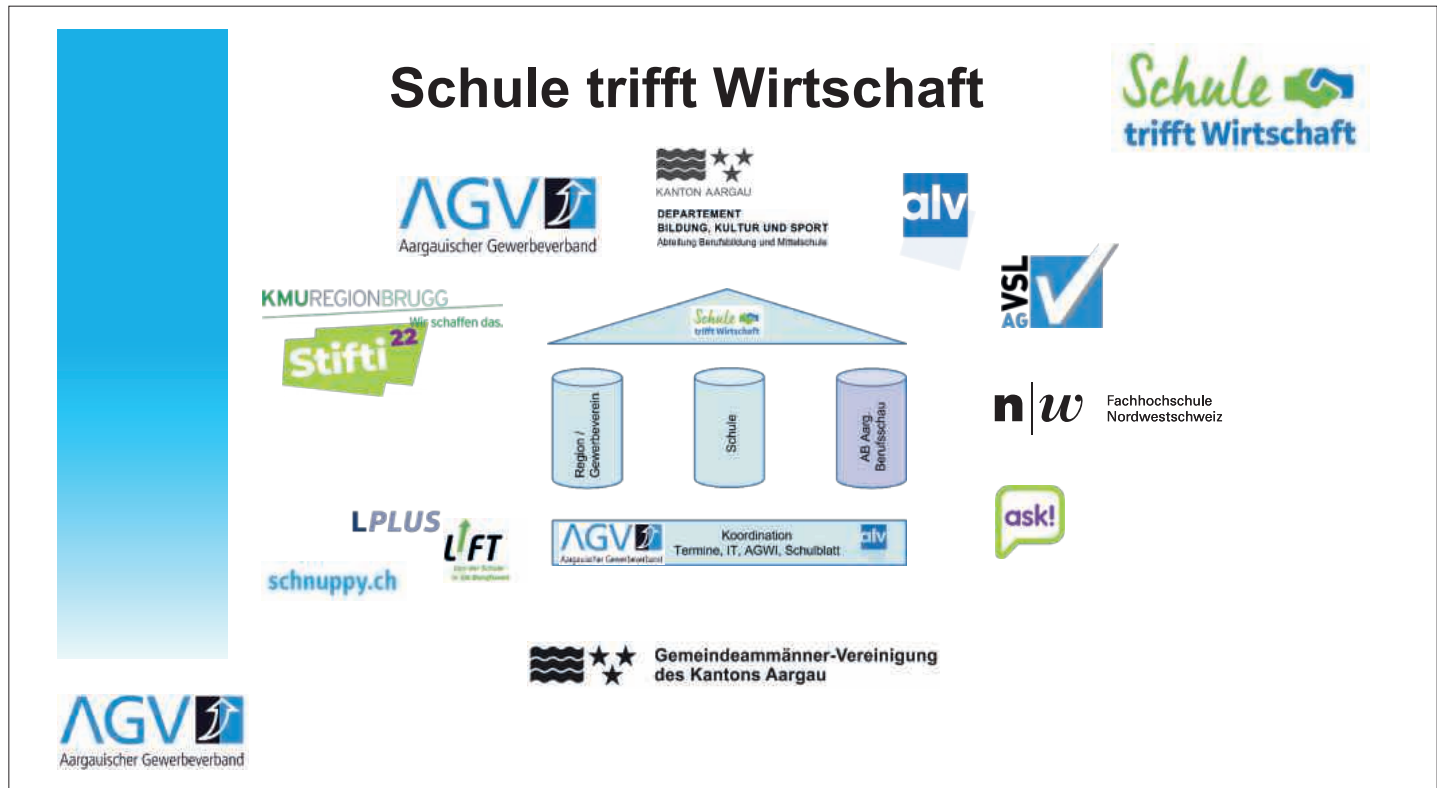 Schule trifft Wirtschaft
Schule
trifft Wirtschaft
AGV
Aargauischer Gewerbeverband
KANTON AARGAU
DEPARTEMENT
BILDUNG, KULTUR UND SPORT
Abteilung Berufsbildung und Mittelschule
alv
VSL
AG
KMUREGIONBRUGG
Wir schaffen das.
Stifti 22
Schule
trifft Wirtschaft
Region /
Gewerbeverein
Schule
AB Aarg.
Berufsschau
n|w
Fachhochschule
Nordwestschweiz
ask!
LPLUS
LIFT
schnuppy.ch
AGV
Aargauischer Gewerbeverband
Koordination
Termine, IT, AGWI, Schulblatt
alv
Gemeindeammänner-Vereinigung
des Kantons Aargau
AGV
Aargauischer Gewerbeverband